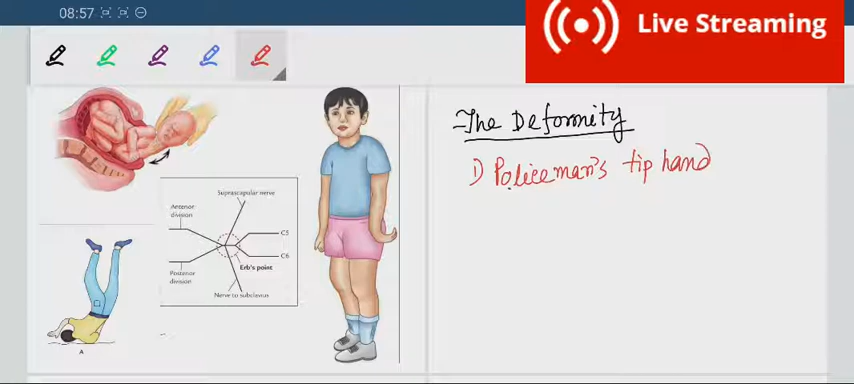 08:57
Live Streaming
The Deformity
1) Policeman's tip hand
Suprascapular nerve
Anterior
division
C5
C6
Erb's point
Posterior
division
Nerve to subclavius
A